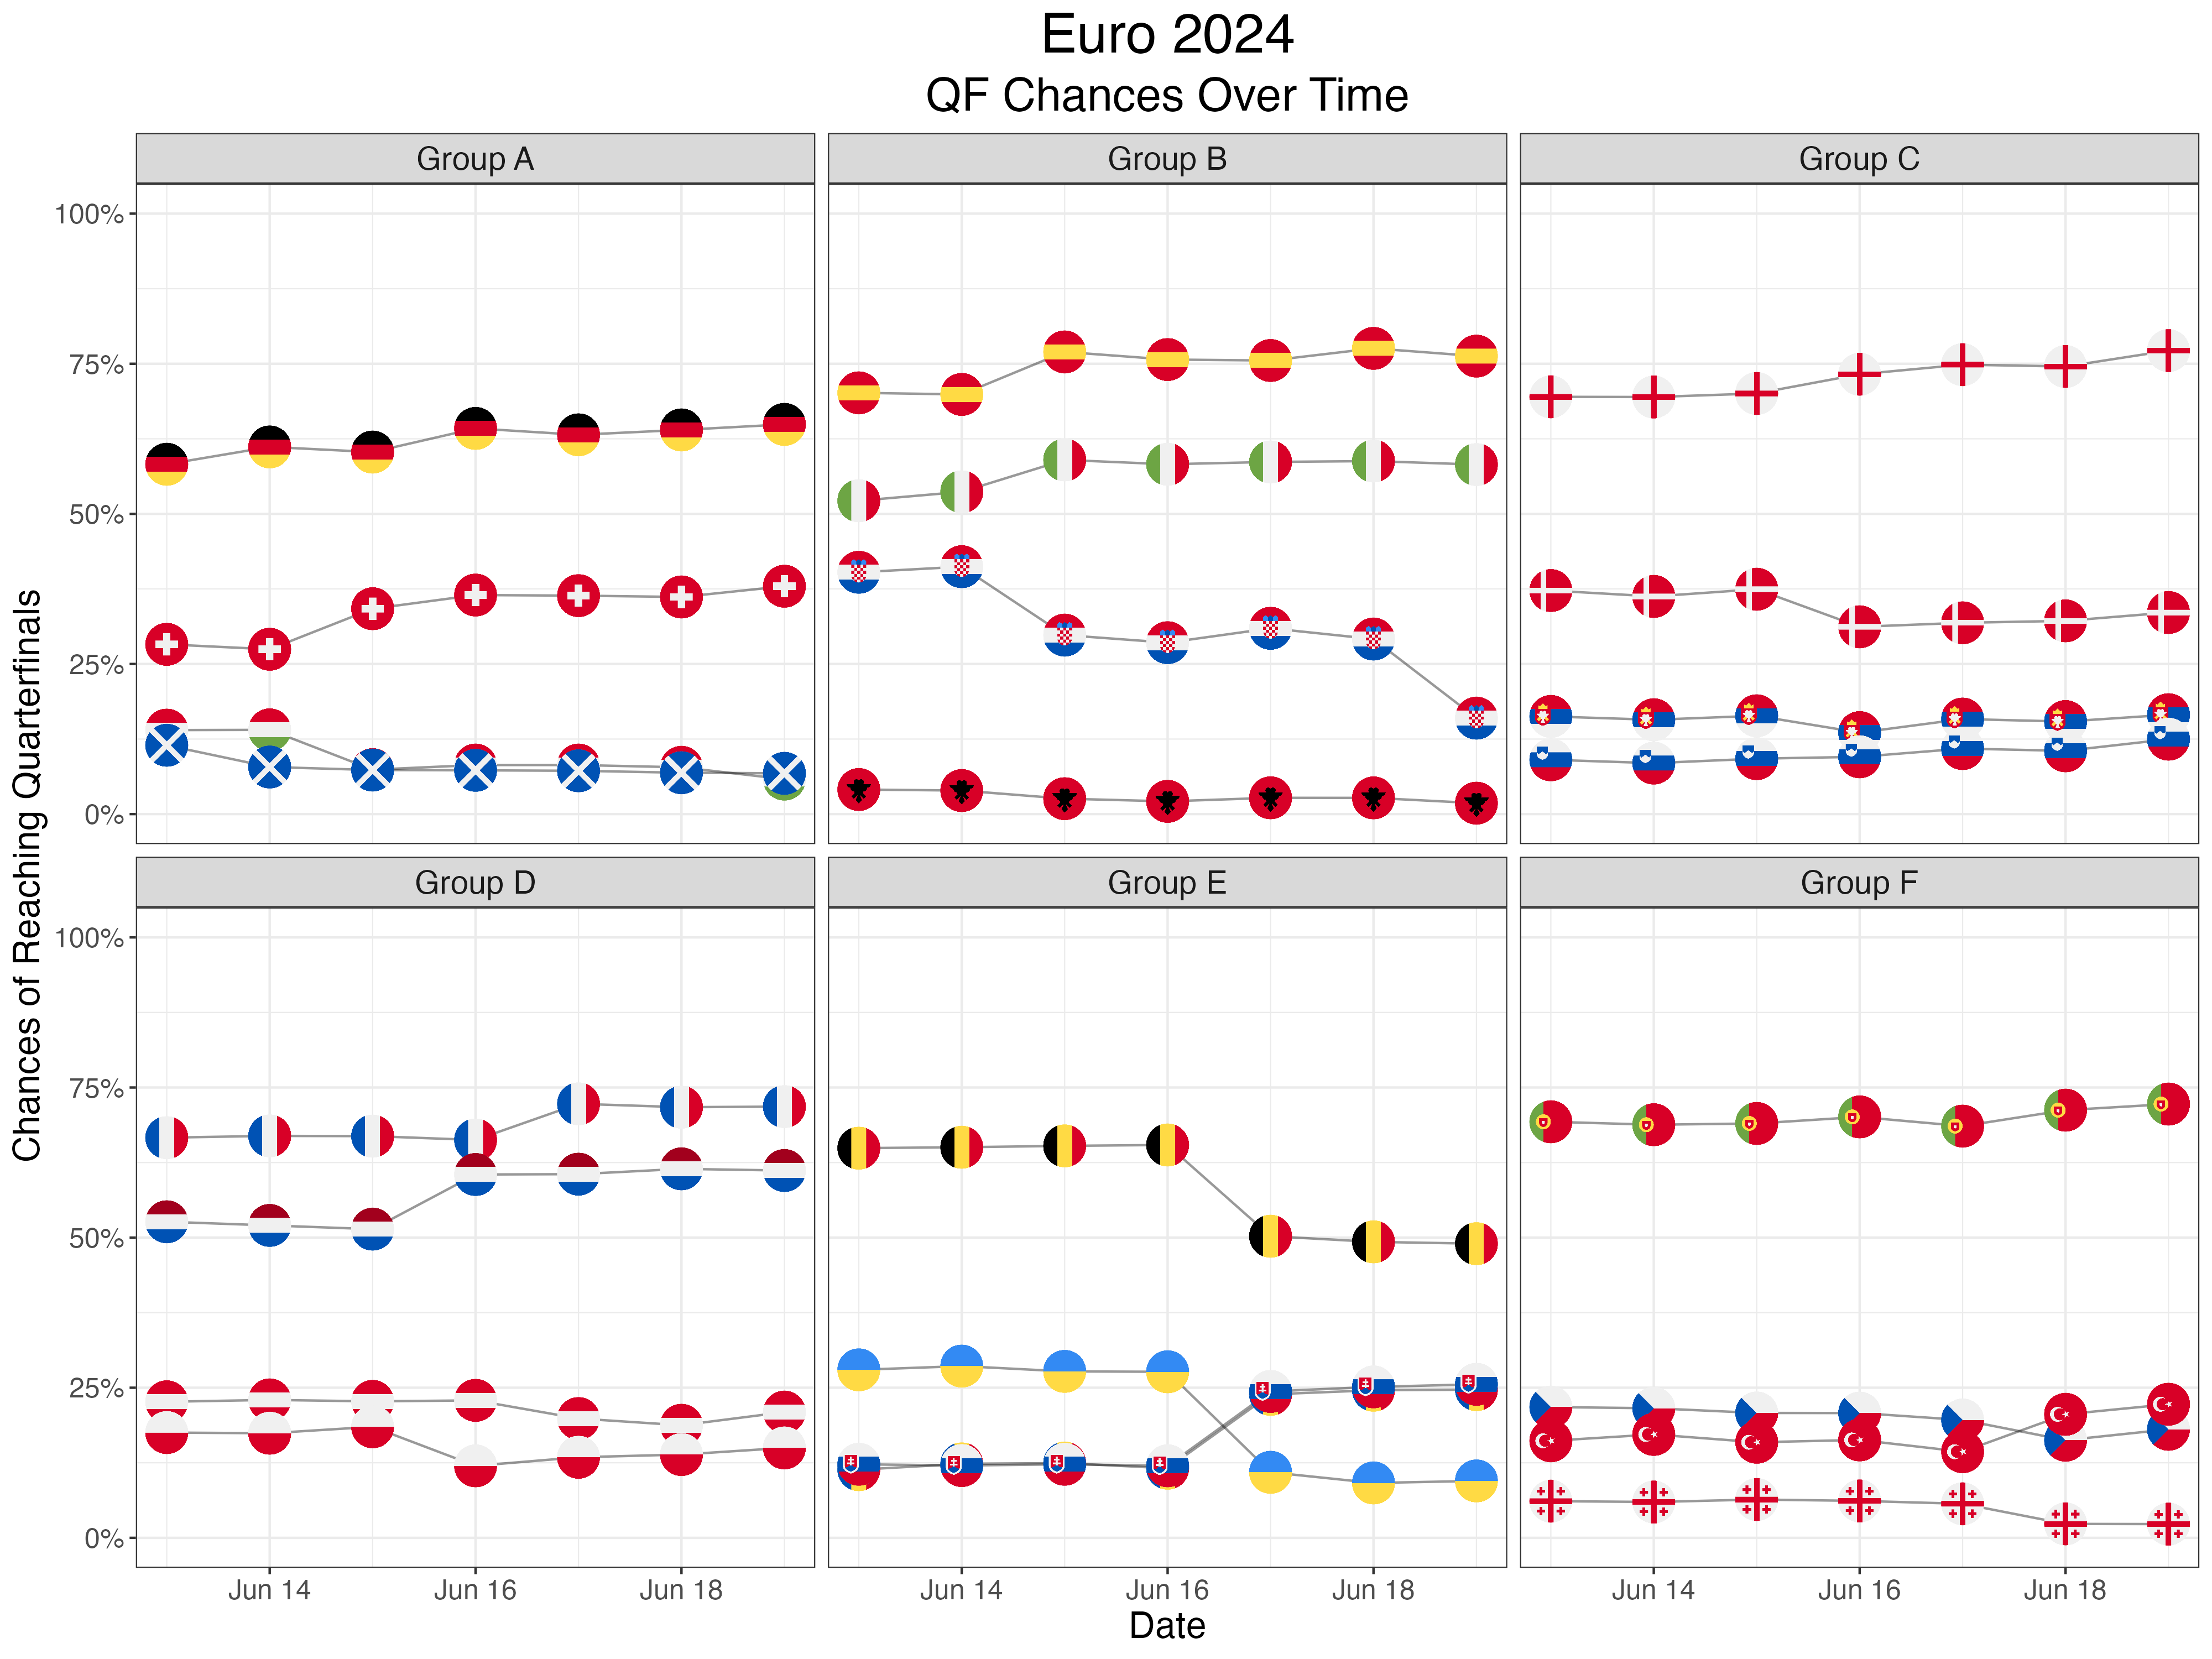 Euro 2024
QF Chances Over Time
Group A
Group B
Group C
100%
75%
50%
25%
0%
Group D
Group E
Group F
100%
75%
50%
25%
0%
Jun 14
Jun 16
Jun 18
Jun 14
Jun 16
Jun 18
Jun 14
Jun 16
Jun 18
Date
Chances of Reaching Quarterfinals